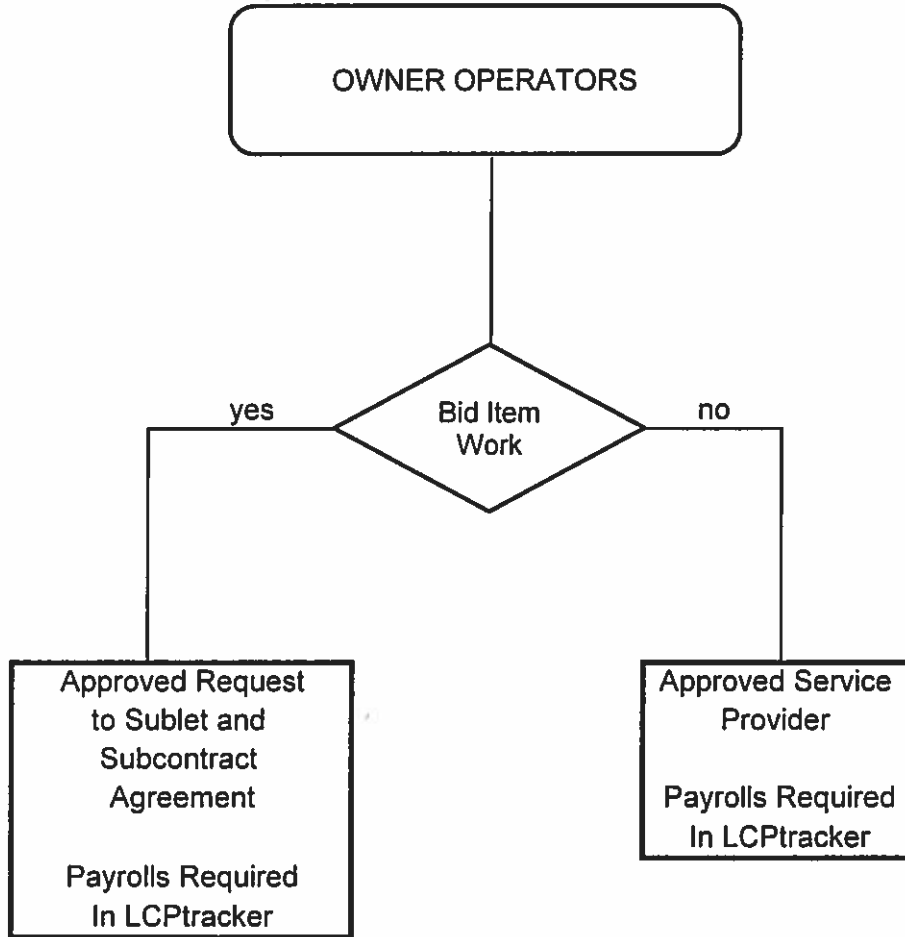 OWNER OPERATORS
yes
Bid Item
Work
no
Approved Request
to Sublet and
Subcontract
Agreement
Payrolls Required
In LCPtracker
Approved Service
Provider
Payrolls Required
In LCPtracker